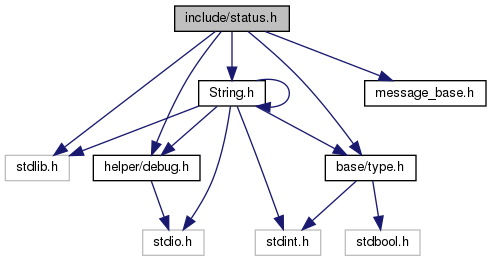 include/status.h
String.h
message_base.h
stdlib.h
helper/debug.h
base/type.h
stdio.h
stdint.h
stdbool.h